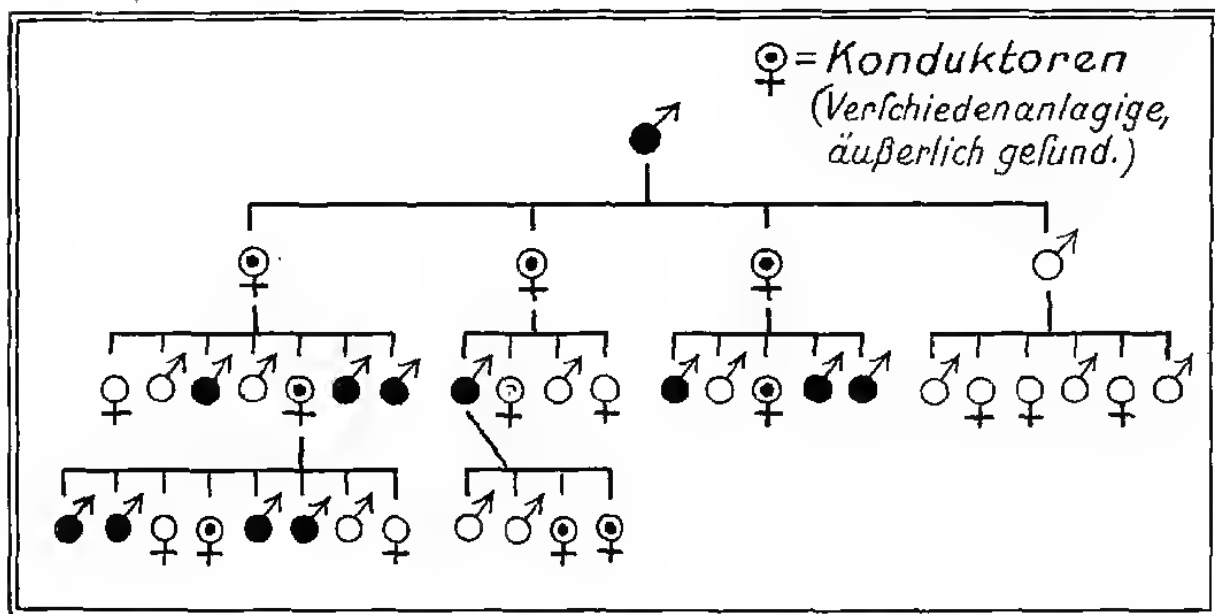 = Konduktoren
(Verſchiedenanlagige,
äußerlich geſund.)